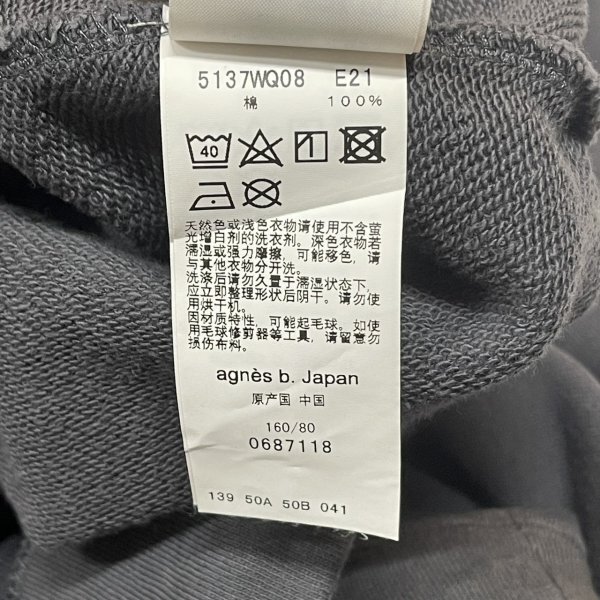 5137WQ08 E21
棉 100%
40
天然色或浅色衣物请使用不含萤
光增白剂的洗衣剂。深色衣物若
濡湿或强力摩擦，可能移色，请
与其他衣物分开洗。
洗涤后请勿久置于濡湿状态下，
应立即整理形状后阴干。请勿使
用烘干机。
因材质特性，可能起毛球。如使
用毛球修剪器等工具，请留意勿
损伤布料。
agnès b. Japan
原产国 中国
160/80
0687118
139 50A 50B 041